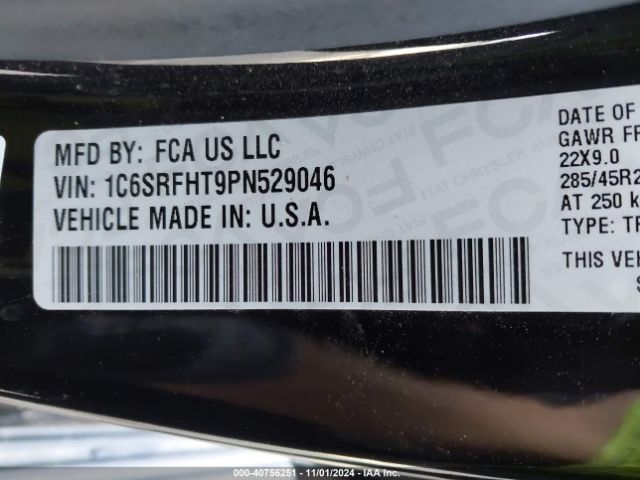 MFD BY: FCA US LLC
VIN: 1C6SRFHT9PN529046
VEHICLE MADE IN: U.S.A.
DATE OF
GAWR FR
22X9.0
285/45R2
AT 250 k
TYPE: TR
THIS VEH
S
000-40756251 - 11/01/2024 - IAA Inc.